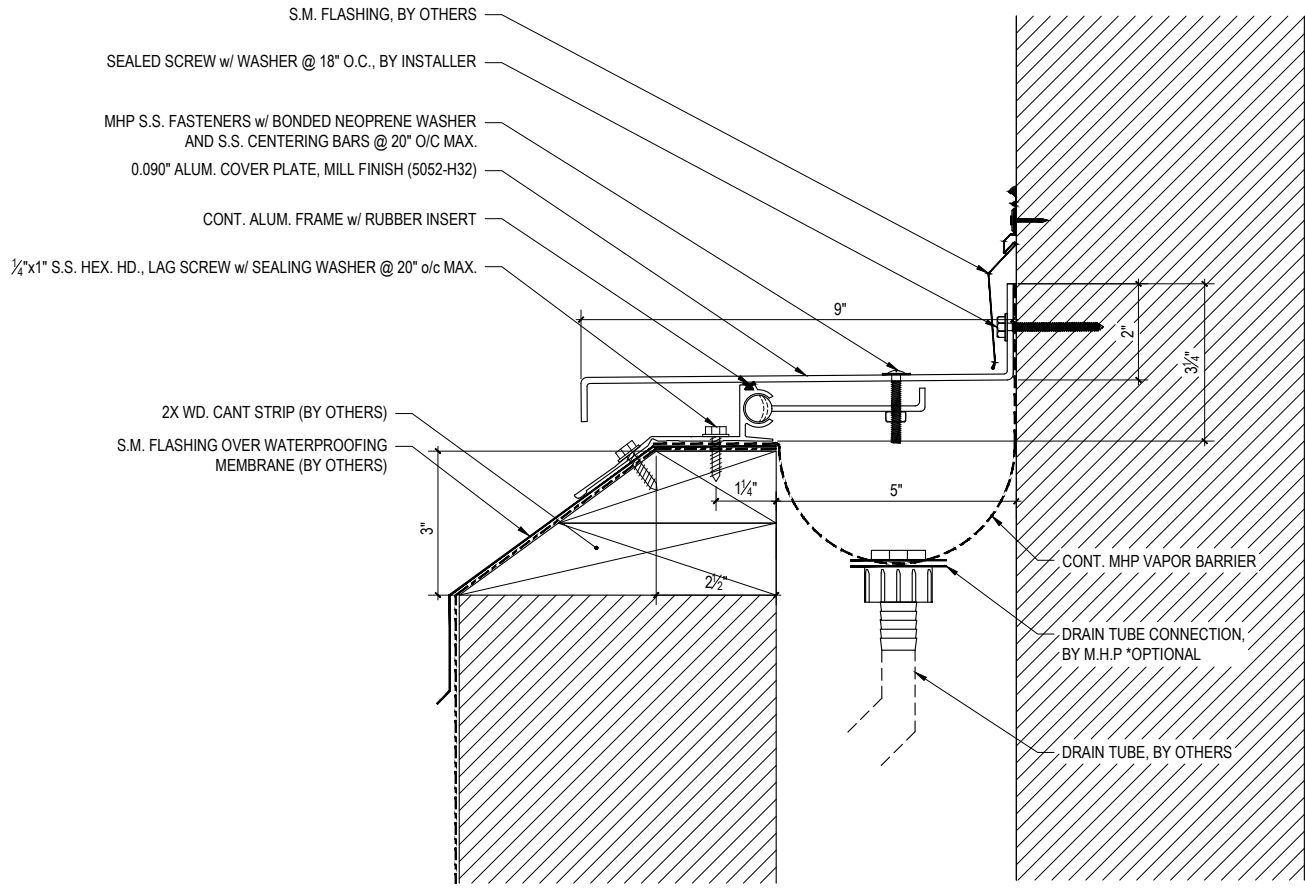 S.M. FLASHING, BY OTHERS
SEALED SCREW w/ WASHER @ 18" O.C., BY INSTALLER
MHP S.S. FASTENERS w/ BONDED NEOPRENE WASHER
AND S.S. CENTERING BARS @ 20" O/C MAX.
0.090" ALUM. COVER PLATE, MILL FINISH (5052-H32)
CONT. ALUM. FRAME w/ RUBBER INSERT
¼"x1" S.S. HEX. HD., LAG SCREW w/ SEALING WASHER @ 20" o/c MAX.
9"
2"
3¼"
2X WD. CANT STRIP (BY OTHERS)
S.M. FLASHING OVER WATERPROOFING
MEMBRANE (BY OTHERS)
1¼"
5"
3"
2½"
CONT. MHP VAPOR BARRIER
DRAIN TUBE CONNECTION,
BY M.H.P *OPTIONAL
DRAIN TUBE, BY OTHERS